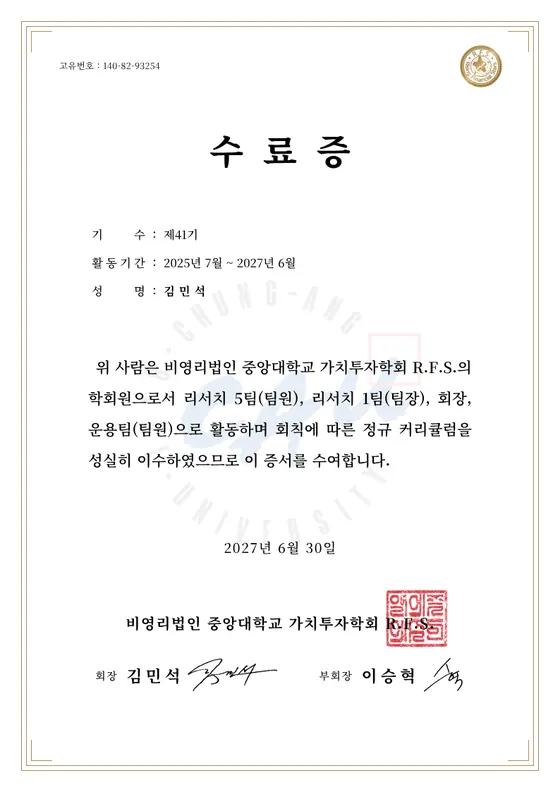 고유번호 : 140-82-93254
수 료 증
기 수 : 제41기
활동기간 : 2025년 7월 ~ 2027년 6월
성 명 : 김민석
CHUNG-ANG
위 사람은 비영리법인 중앙대학교 가치투자학회 R.F.S.의
학회원으로서 리서치 5팀(팀원), 리서치 1팀(팀장), 회장,
운용팀(팀원)으로 활동하며 회칙에 따른 정규 커리큘럼을
성실히 이수하였으므로 이 증서를 수여합니다.
CAU
UNIVERSITY
2027년 6월 30일
비영리법인 중앙대학교 가치투자학회 R.F.S.
회장 김민석
부회장 이승혁